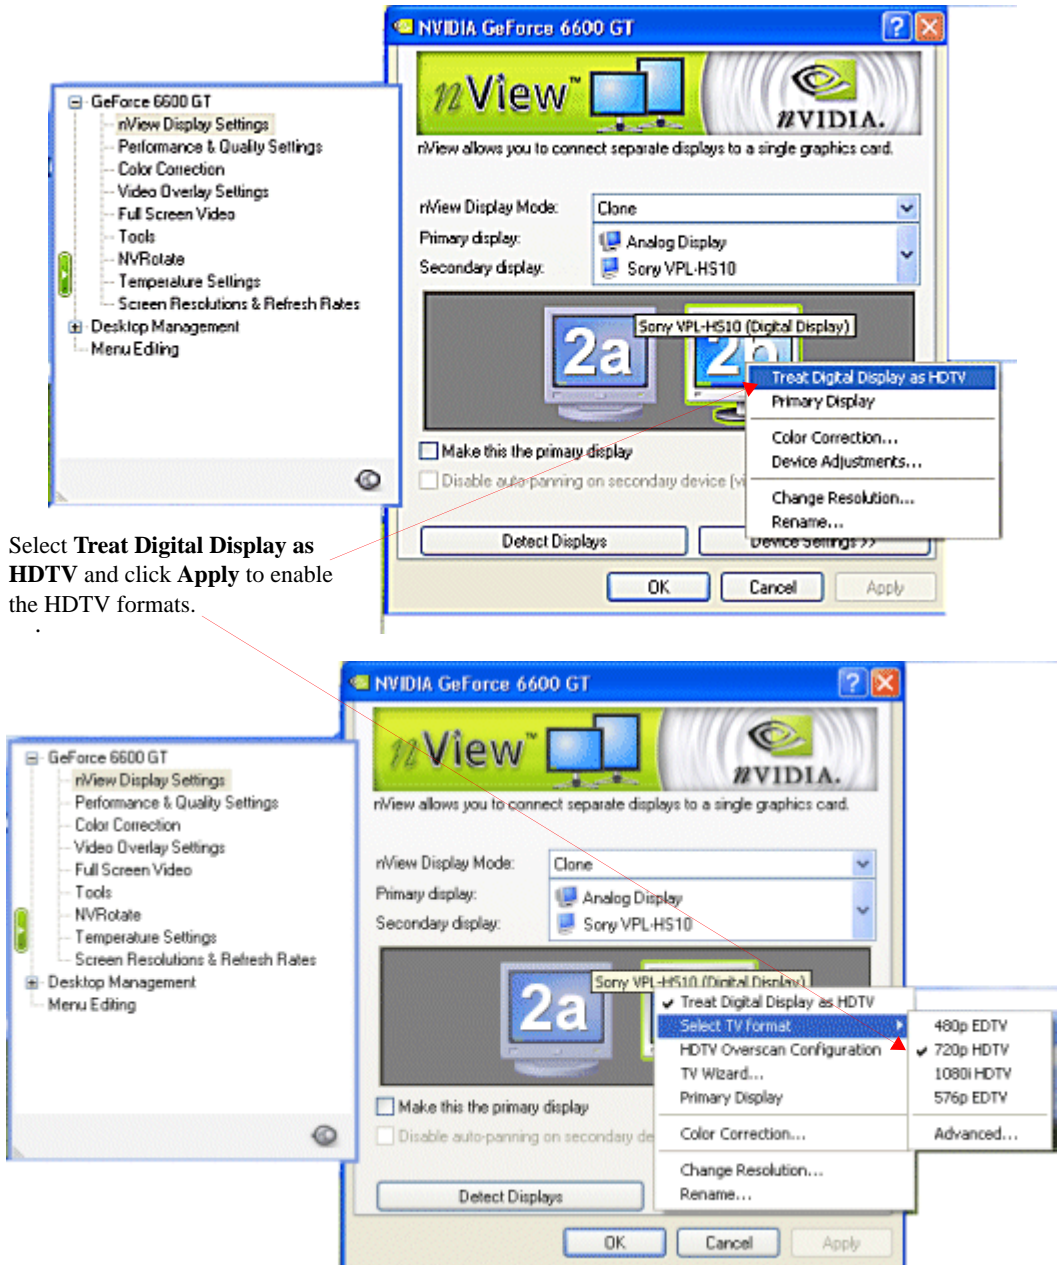 NVIDIA GeForce 6600 GT
nView™
nVIDIA.
nView allows you to connect separate displays to a single graphics card.
GeForce 6600 GT
nView Display Settings
Performance & Quality Settings
Color Correction
Video Overlay Settings
Full Screen Video
Tools
NVRotate
Temperature Settings
Screen Resolutions & Refresh Rates
Desktop Management
Menu Editing
nView Display Mode:
Clone
Primary display:
Analog Display
Secondary display:
Sony VPL-HS10
Sony VPL-HS10 (Digital Display)
2a
2b
Treat Digital Display as HDTV
Primary Display
Color Correction...
Device Adjustments...
Change Resolution...
Rename...
Make this the primary display
Disable auto-panning on secondary device (vi
Detect Displays
Device Settings >>
OK
Cancel
Apply
Select Treat Digital Display as
HDTV and click Apply to enable
the HDTV formats.
.
NVIDIA GeForce 6600 GT
nView™
nVIDIA.
nView allows you to connect separate displays to a single graphics card.
GeForce 6600 GT
nView Display Settings
Performance & Quality Settings
Color Correction
Video Overlay Settings
Full Screen Video
Tools
NVRotate
Temperature Settings
Screen Resolutions & Refresh Rates
Desktop Management
Menu Editing
nView Display Mode:
Clone
Primary display:
Analog Display
Secondary display:
Sony VPL-HS10
Sony VPL-HS10 (Digital Display)
2a
Treat Digital Display as HDTV
Select TV format
HDTV Overscan Configuration
TV Wizard...
Primary Display
Color Correction...
Change Resolution...
Rename...
480p EDTV
720p HDTV
1080i HDTV
576p EDTV
Advanced...
Make this the primary display
Disable auto-panning on secondary de
Detect Displays
OK
Cancel
Apply